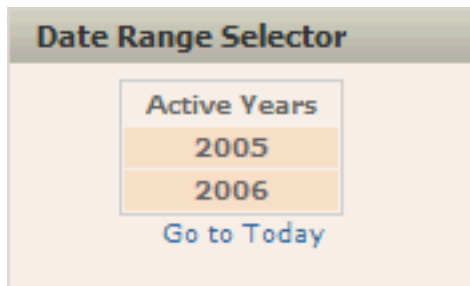 Date Range Selector
Active Years
2005
2006
Go to Today